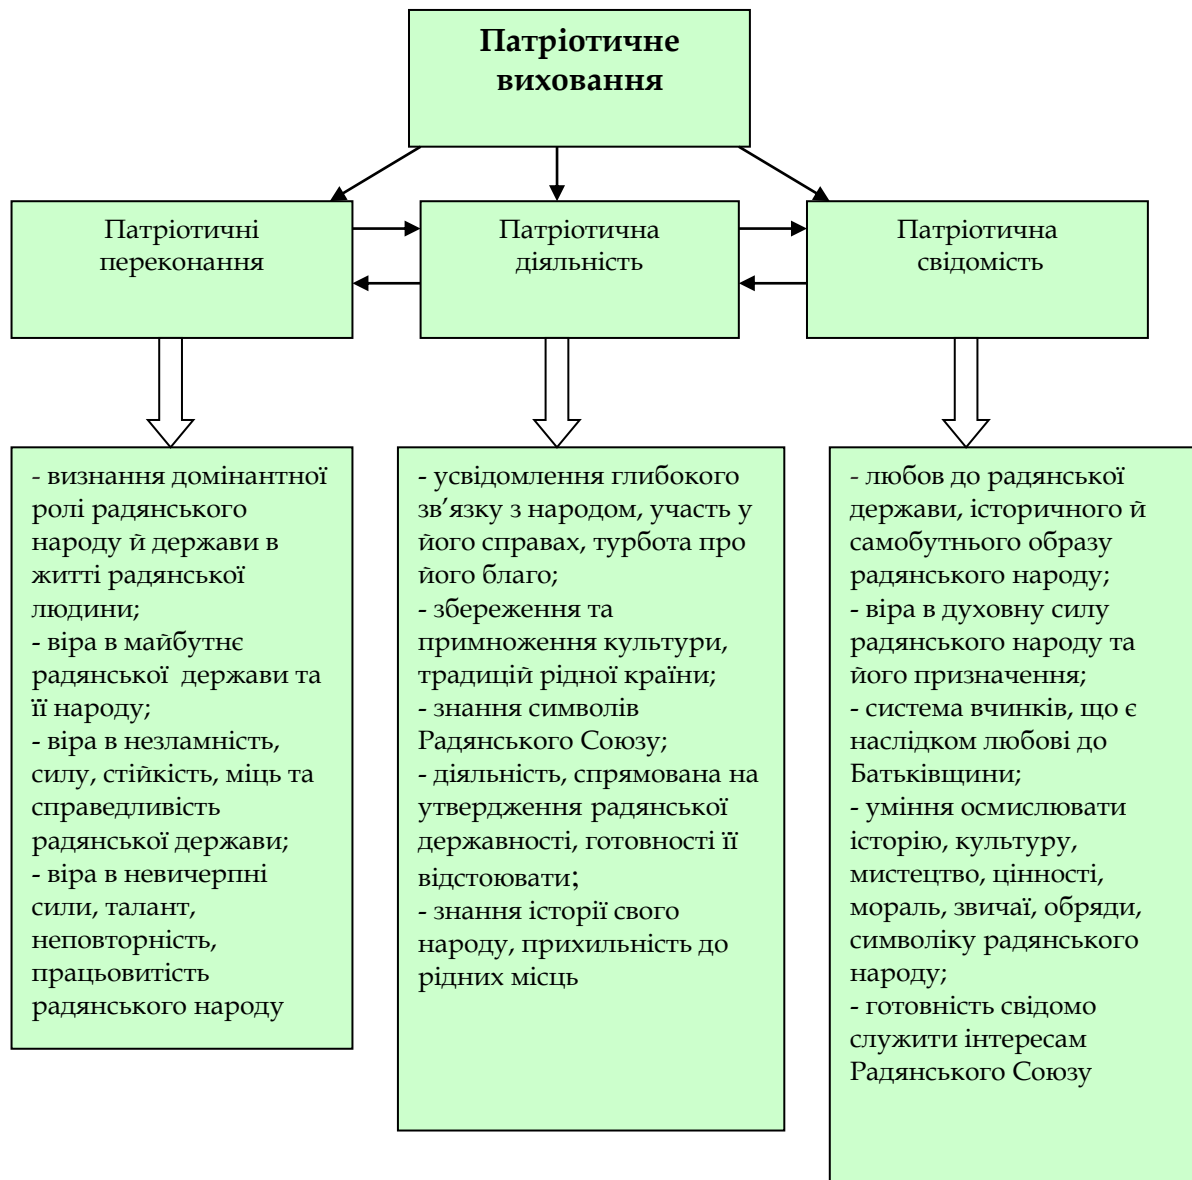 Патріотичне
виховання
Патріотичні
переконання
Патріотична
діяльність
Патріотична
свідомість
- визнання домінантної
ролі радянського
народу й держави в
житті радянської
людини;
- віра в майбутнє
радянської держави та
її народу;
- віра в незламність,
силу, стійкість, міць та
справедливість
радянської держави;
- віра в невичерпні
сили, талант,
неповторність,
працьовитість
радянського народу
- усвідомлення глибокого
зв’язку з народом, участь у
його справах, турбота про
його благо;
- збереження та
примноження культури,
традицій рідної країни;
- знання символів
Радянського Союзу;
- діяльність, спрямована на
утвердження радянської
державності, готовності її
відстоювати;
- знання історії свого
народу, прихильність до
рідних місць
- любов до радянської
держави, історичного й
самобутнього образу
радянського народу;
- віра в духовну силу
радянського народу та
його призначення;
- система вчинків, що є
наслідком любові до
Батьківщини;
- уміння осмислювати
історію, культуру,
мистецтво, цінності,
мораль, звичаї, обряди,
символіку радянського
народу;
- готовність свідомо
служити інтересам
Радянського Союзу